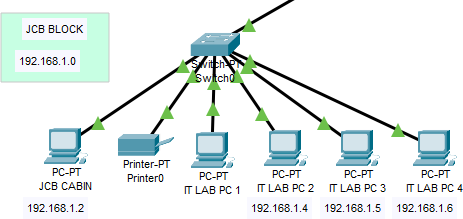 JCB BLOCK
192.168.1.0
Switch-PT
Switch0
PC-PT
JCB CABIN
192.168.1.2
Printer-PT
Printer0
PC-PT
IT LAB PC 1
PC-PT
IT LAB PC 2
192.168.1.4
PC-PT
IT LAB PC 3
192.168.1.5
PC-PT
IT LAB PC 4
192.168.1.6